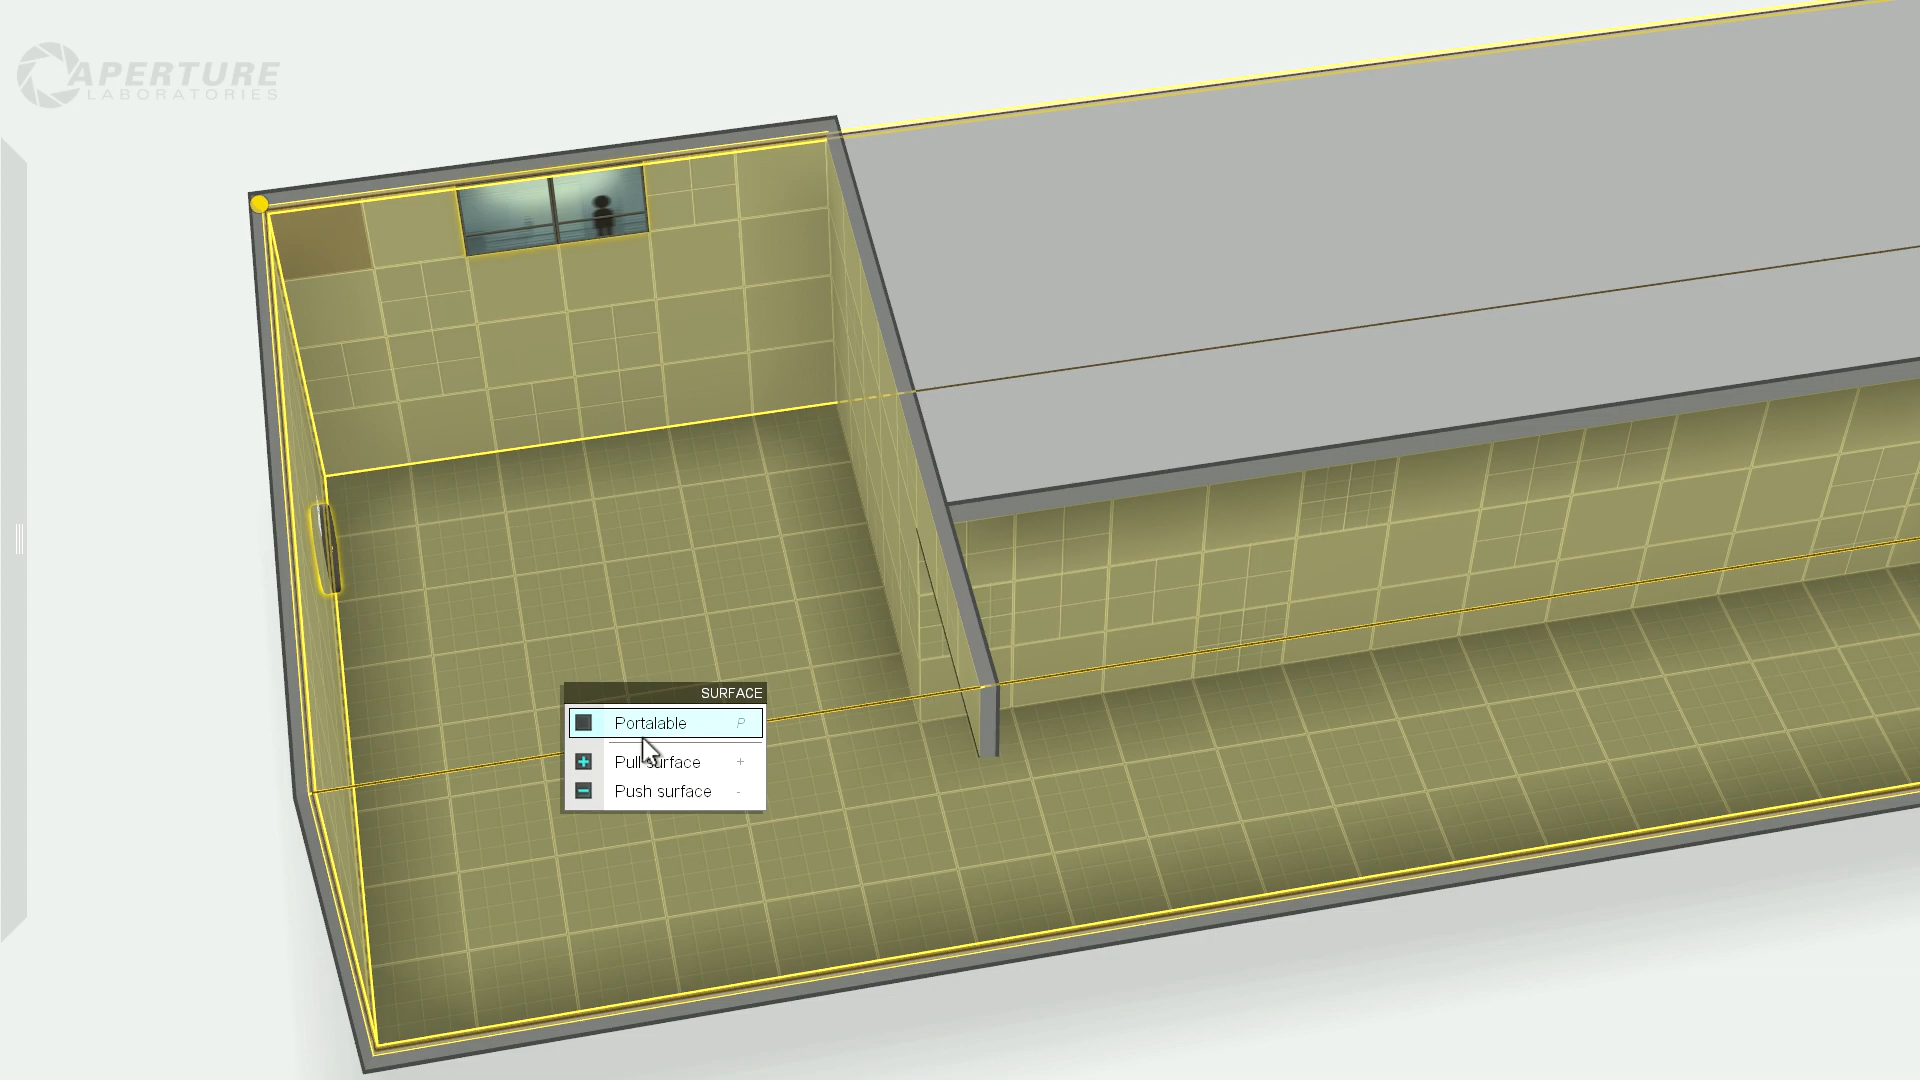 APERTURE
LABORATORIES
SURFACE
Portalable P
Pull surface +
Push surface -